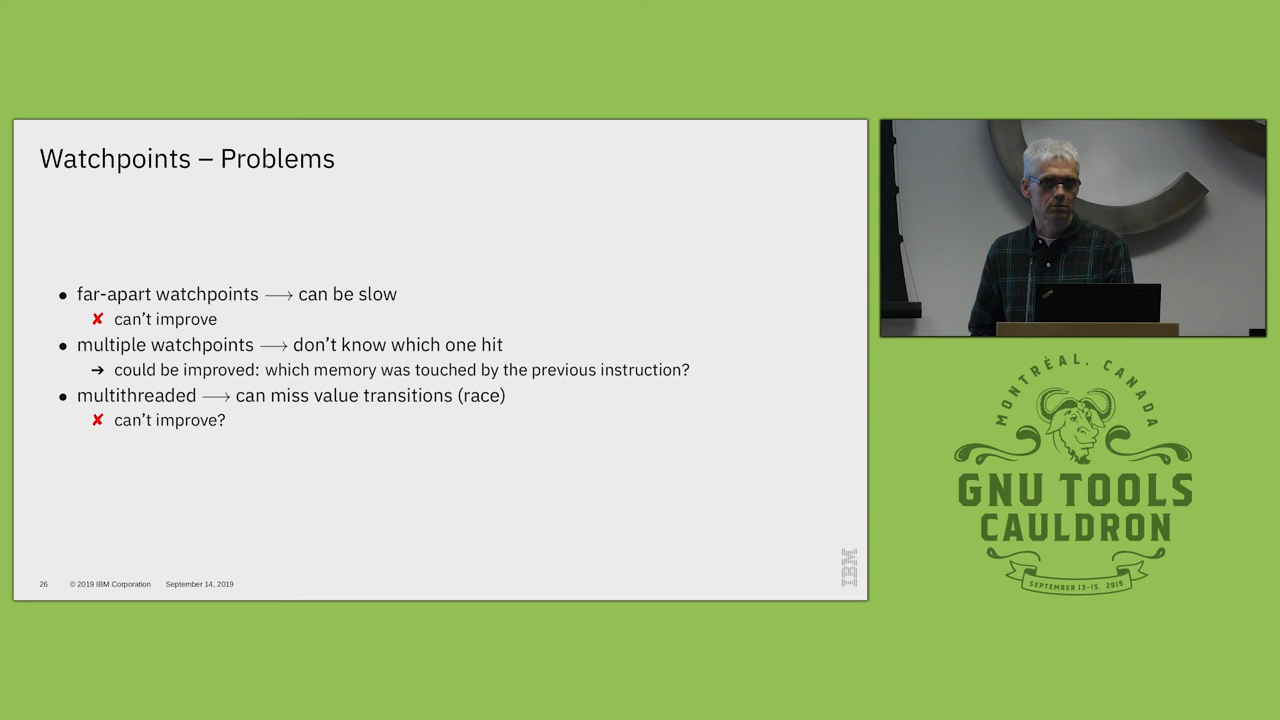 Watchpoints – Problems
● far-apart watchpoints ⟶ can be slow
✘ can't improve
● multiple watchpoints ⟶ don't know which one hit
➔ could be improved: which memory was touched by the previous instruction?
● multithreaded ⟶ can miss value transitions (race)
✘ can't improve?
26 © 2019 IBM Corporation September 14, 2019
IBM
MONTRÉAL. CANADA
GNU TOOLS
CAULDRON
SEPTEMBER 13-15, 2019